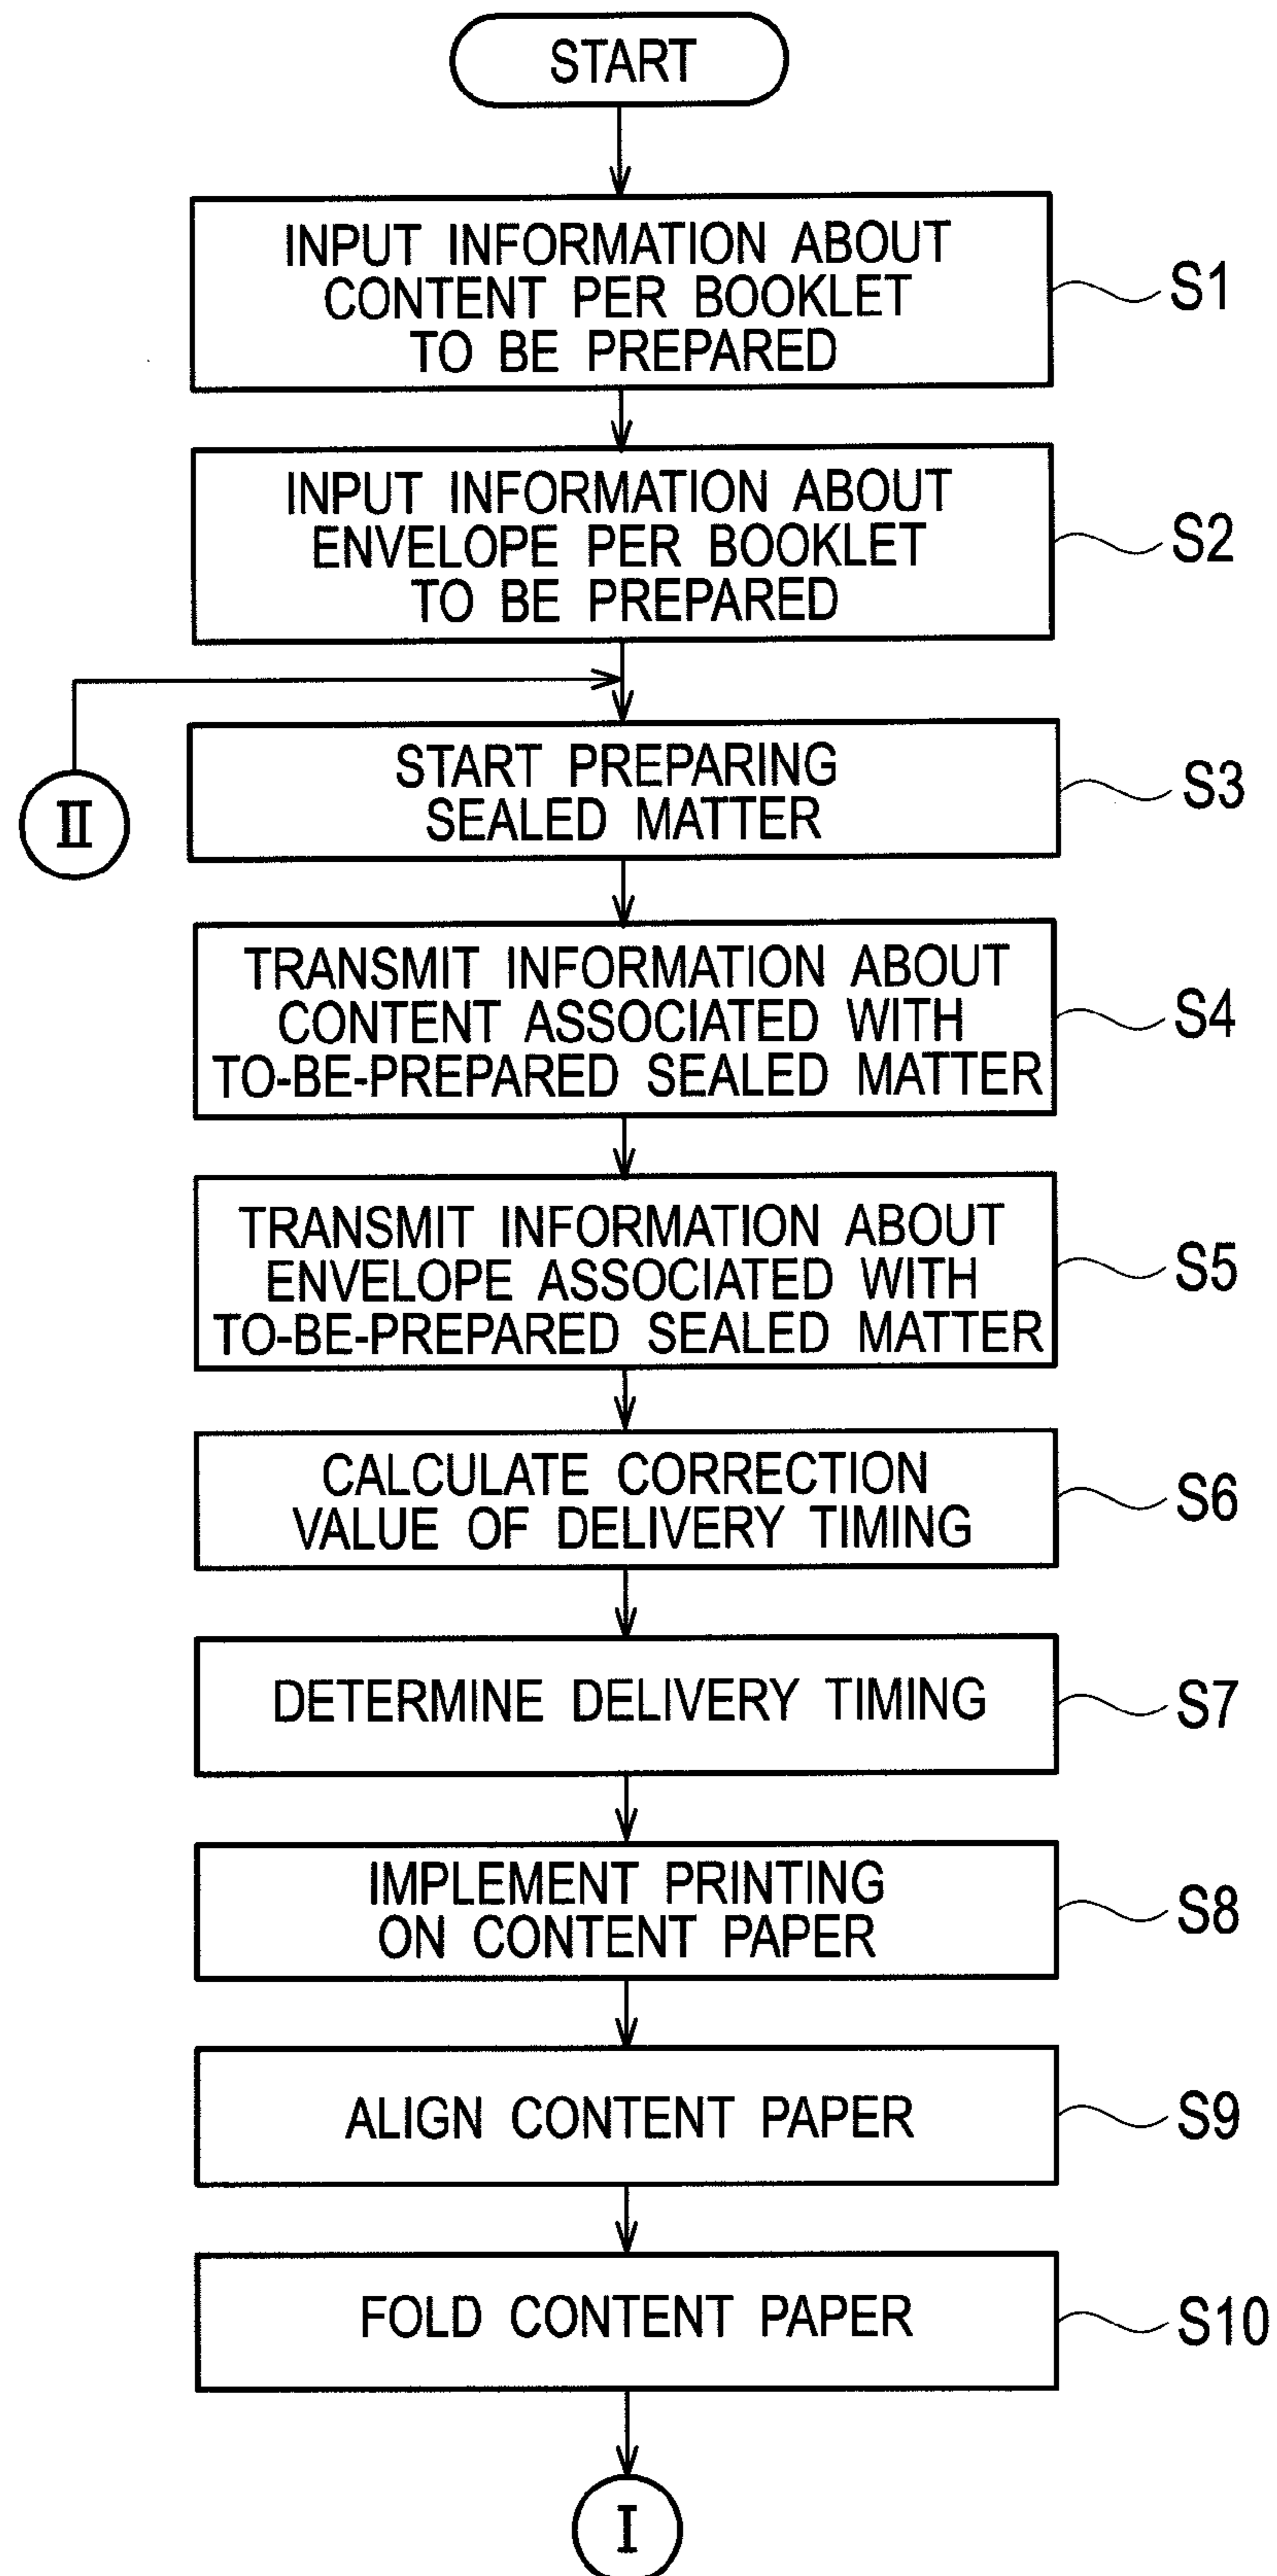 START
INPUT INFORMATION ABOUT
CONTENT PER BOOKLET
TO BE PREPARED
S1
INPUT INFORMATION ABOUT
ENVELOPE PER BOOKLET
TO BE PREPARED
S2
II
START PREPARING
SEALED MATTER
S3
TRANSMIT INFORMATION ABOUT
CONTENT ASSOCIATED WITH
TO-BE-PREPARED SEALED MATTER
S4
TRANSMIT INFORMATION ABOUT
ENVELOPE ASSOCIATED WITH
TO-BE-PREPARED SEALED MATTER
S5
CALCULATE CORRECTION
VALUE OF DELIVERY TIMING
S6
DETERMINE DELIVERY TIMING
S7
IMPLEMENT PRINTING
ON CONTENT PAPER
S8
ALIGN CONTENT PAPER
S9
FOLD CONTENT PAPER
S10
I